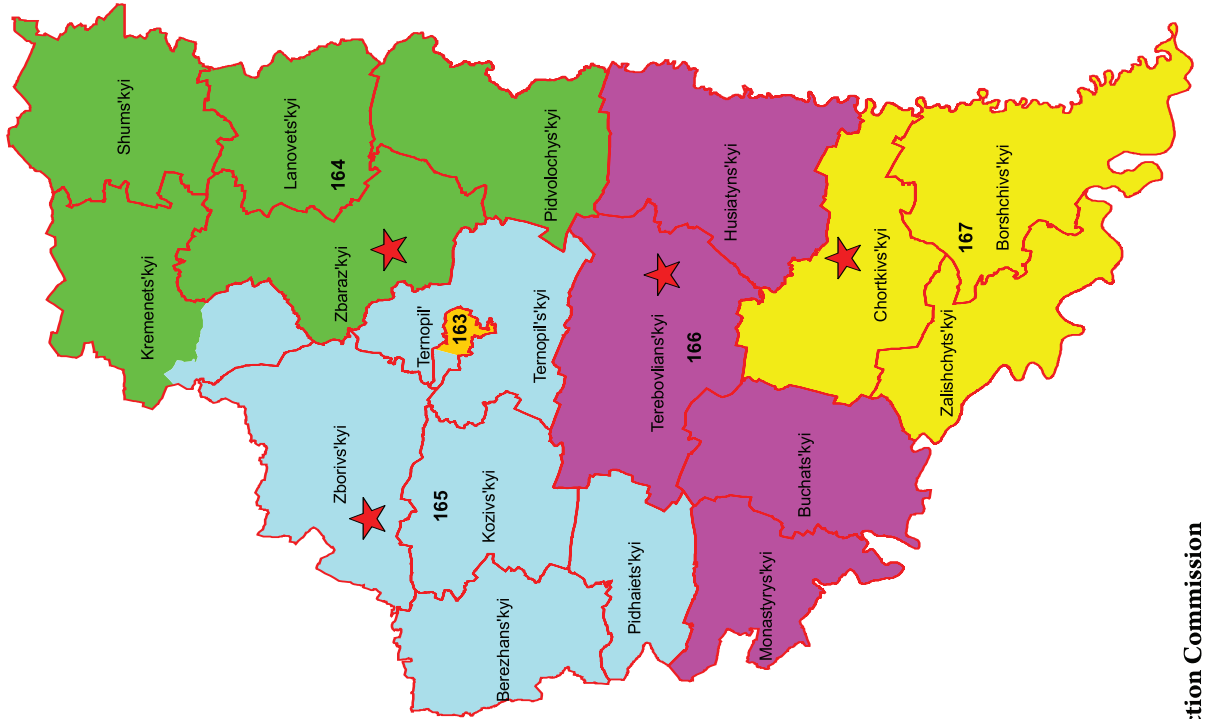 Shums'kyi
Kremenets'kyi
Lanovets'kyi
164
Zbaraz'kyi
Pidvolochys'kyi
Ternopil'
163
Ternopil's'kyi
Zborivs'kyi
165
Kozivs'kyi
Berezhans'kyi
Pidhaiets'kyi
Husiatyns'kyi
Terebovlians'kyi
166
Buchats'kyi
Monastyrys'kyi
Chortkivs'kyi
167
Borshchivs'kyi
Zalishchyts'kyi
ction Commission